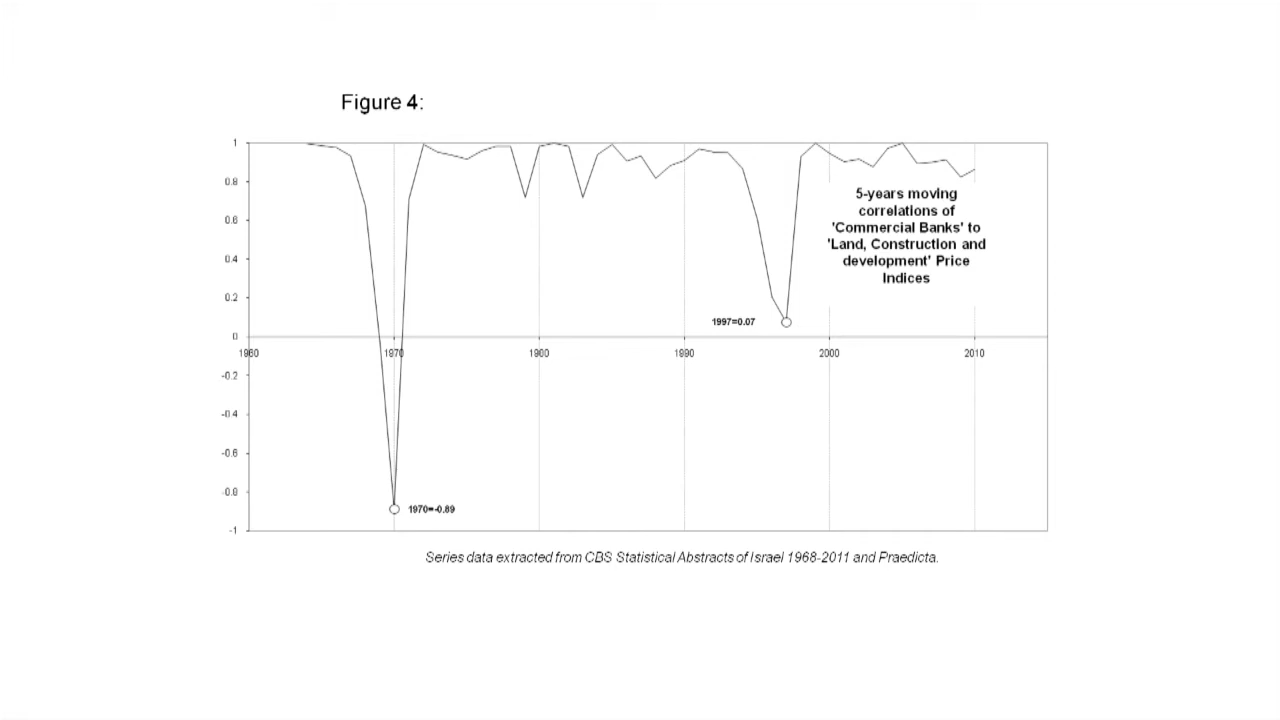 Figure 4:
1
0.8
0.6
0.4
0.2
0
-0.2
-0.4
-0.6
-0.8
-1
1960 1970 1980 1990 2000 2010
5-years moving
correlations of
'Commercial Banks' to
'Land, Construction and
development' Price
Indices
1997=0.07
1970=-0.89
Series data extracted from CBS Statistical Abstracts of Israel 1968-2011 and Praedicta.